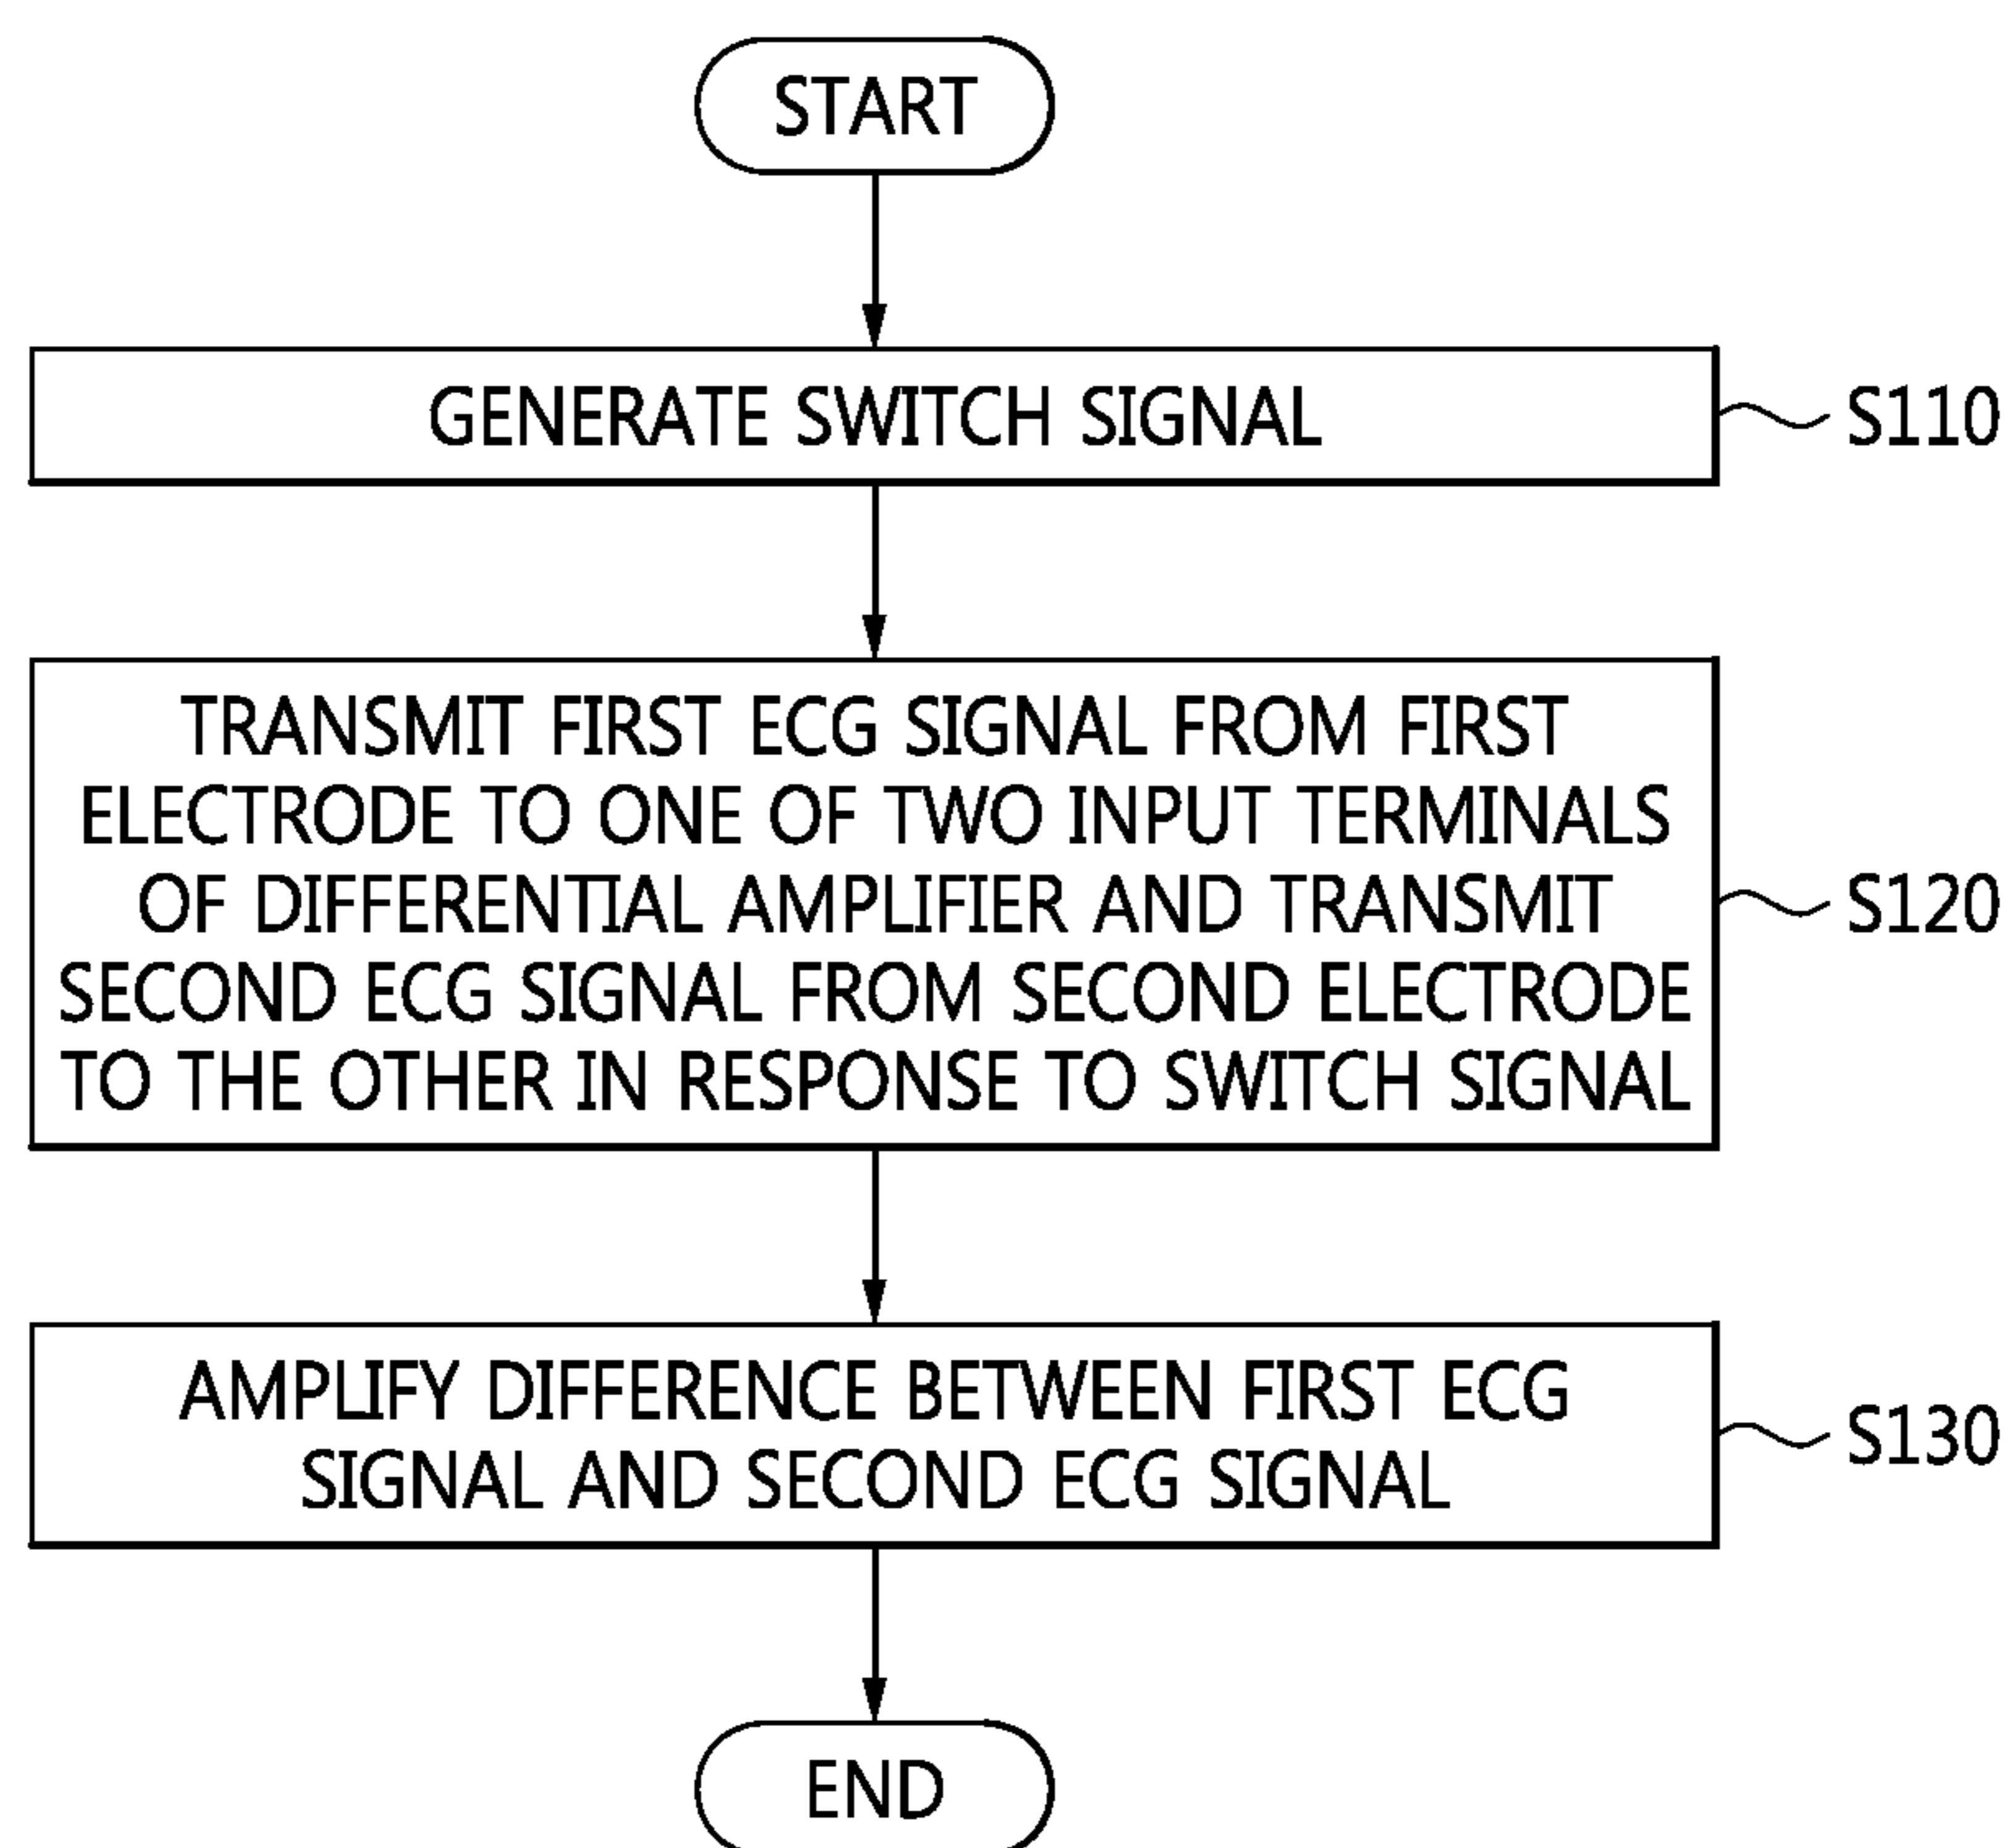 START
GENERATE SWITCH SIGNAL
S110
TRANSMIT FIRST ECG SIGNAL FROM FIRST
ELECTRODE TO ONE OF TWO INPUT TERMINALS
OF DIFFERENTIAL AMPLIFIER AND TRANSMIT
SECOND ECG SIGNAL FROM SECOND ELECTRODE
TO THE OTHER IN RESPONSE TO SWITCH SIGNAL
S120
AMPLIFY DIFFERENCE BETWEEN FIRST ECG
SIGNAL AND SECOND ECG SIGNAL
S130
END